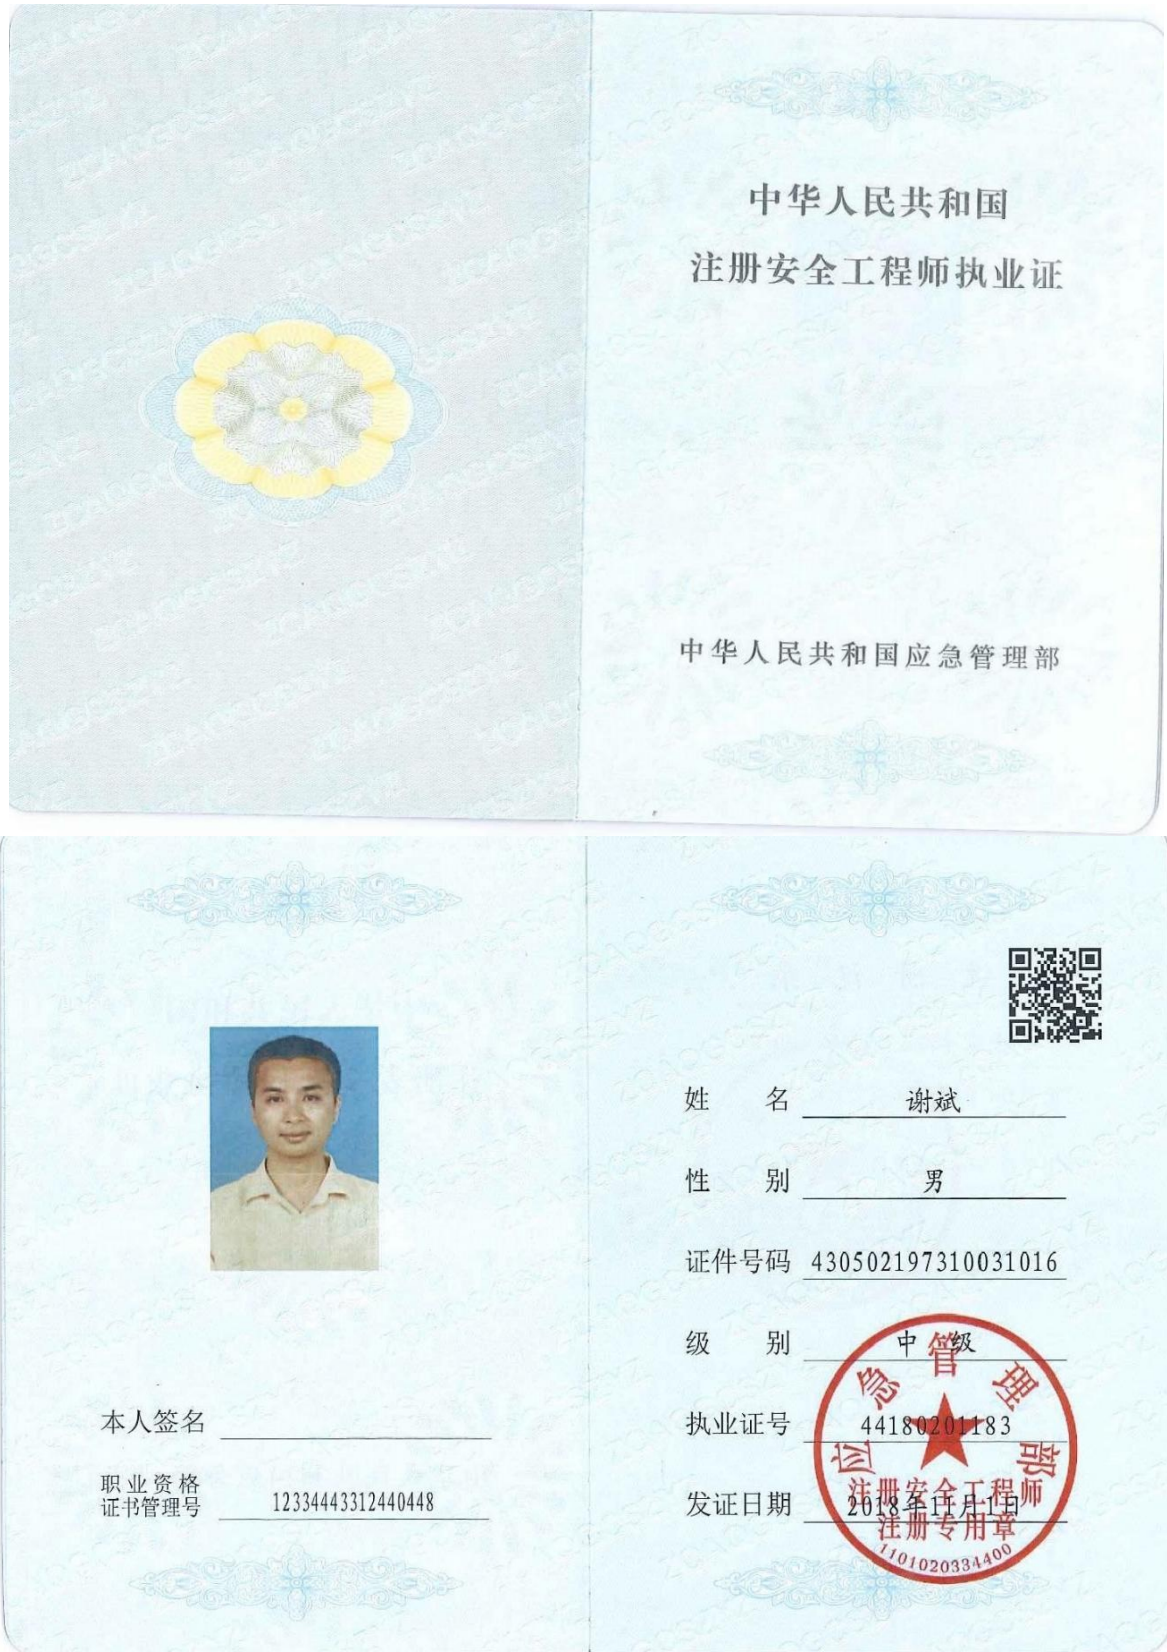 中华人民共和国
注册安全工程师执业证
中华人民共和国应急管理部
本人签名
职业资格
证书管理号 12334443312440448
姓名 谢斌
性别 男
证件号码 430502197310031016
级别 中级
执业证号 44180201183
发证日期 2018年11月1日
应急管理部
注册安全工程师
注册专用章
1101020334400